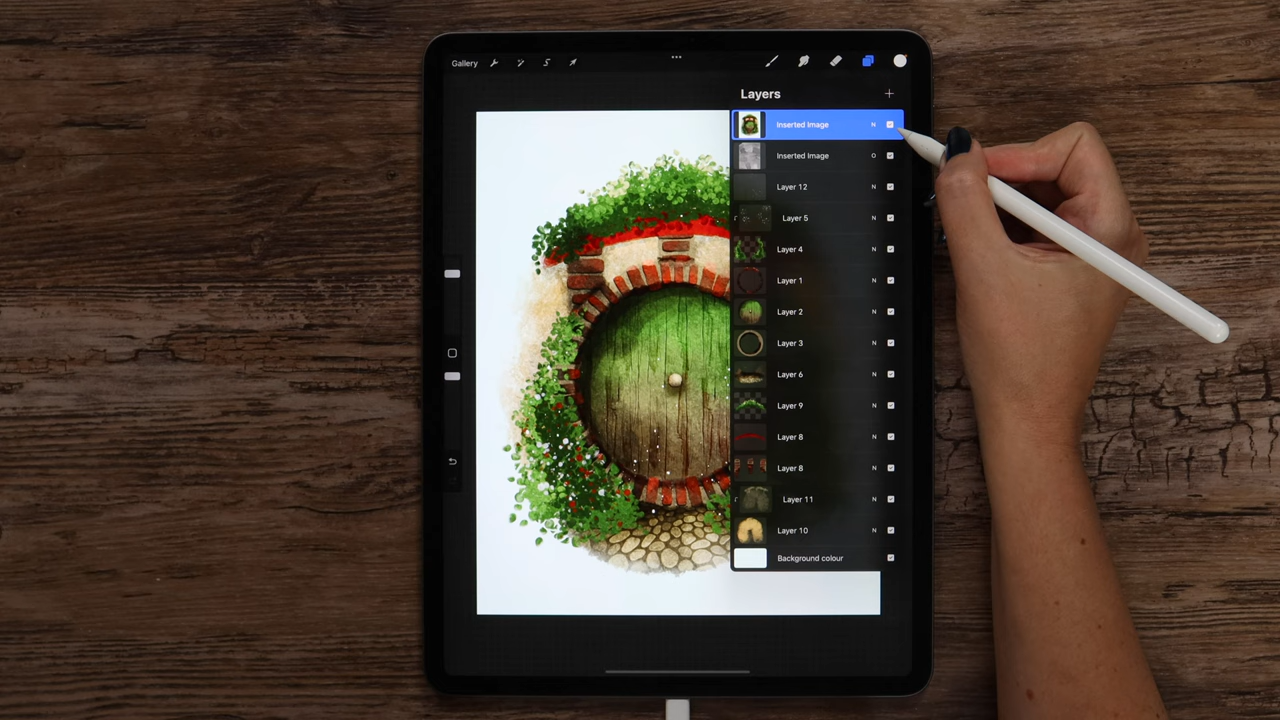 Gallery
Layers
Inserted Image N
Inserted Image O
Layer 12 N
Layer 5 N
Layer 4 N
Layer 1 N
Layer 2 N
Layer 3 N
Layer 6 N
Layer 9 N
Layer 8 N
Layer 8 N
Layer 11 N
Layer 10 N
Background colour